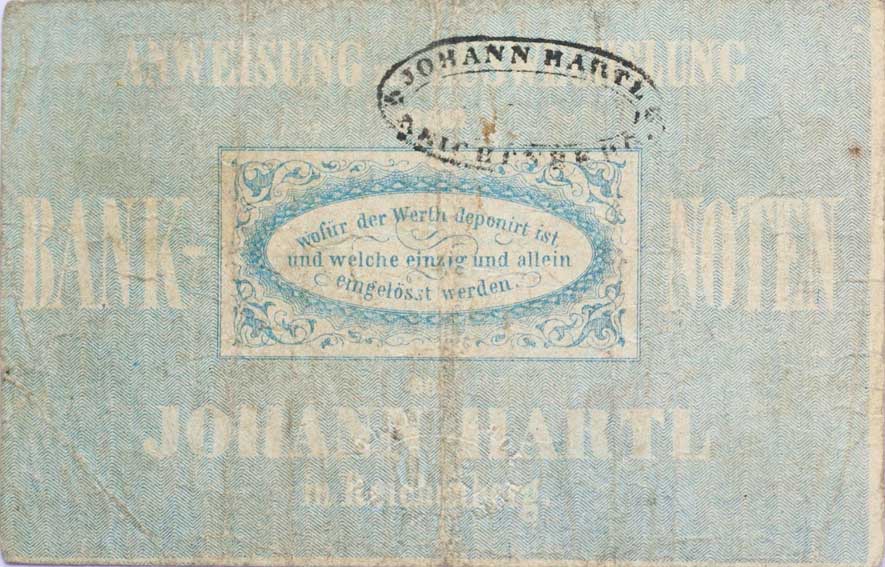 JOHANN HARTL
REICHENBERG
ANWEISUNG
BANK-NOTEN
wofür der Werth deponirt ist
und welche einzig und allein
eingelösst werden.
JOHANN HARTL
in Reichenberg.